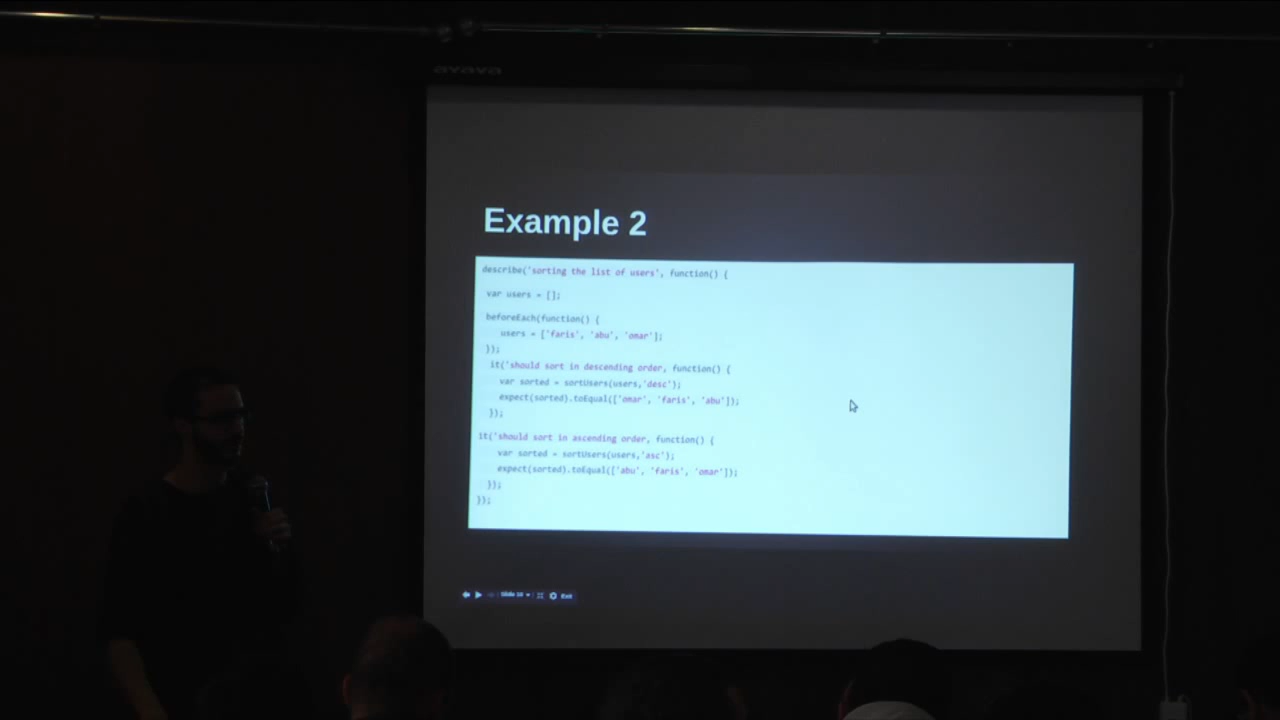 avaya
Example 2
describe('sorting the list of users', function() {
var users = [];
beforeEach(function() {
users = ['faris', 'abu', 'omar'];
});
it('should sort in descending order, function() {
var sorted = sortUsers(users,'desc');
expect(sorted).toEqual(['omar', 'faris', 'abu']);
});
it('should sort in ascending order, function() {
var sorted = sortUsers(users,'asc');
expect(sorted).toEqual(['abu', 'faris', 'omar']);
});
});
Exit